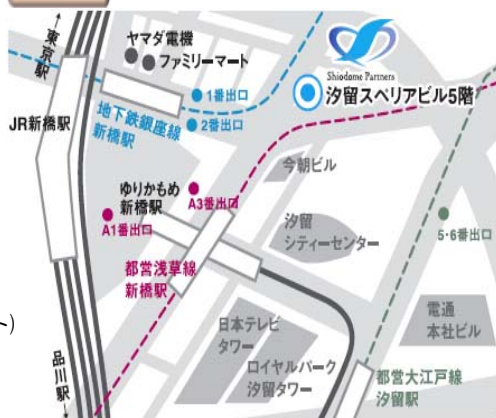 ↑東京駅
ヤマダ電機
ファミリーマート
Shiodome Partners
汐留スペリアビル5階
1番出口
2番出口
地下鉄銀座線
新橋駅
JR新橋駅
今朝ビル
ゆりかもめ
新橋駅
A3番出口
A1番出口
汐留
シティーセンター
5・6番出口
都営浅草線
新橋駅
日本テレビ
タワー
ロイヤルパーク
汐留タワー
電通
本社ビル
都営大江戸線
汐留駅
品川駅↓
ト)